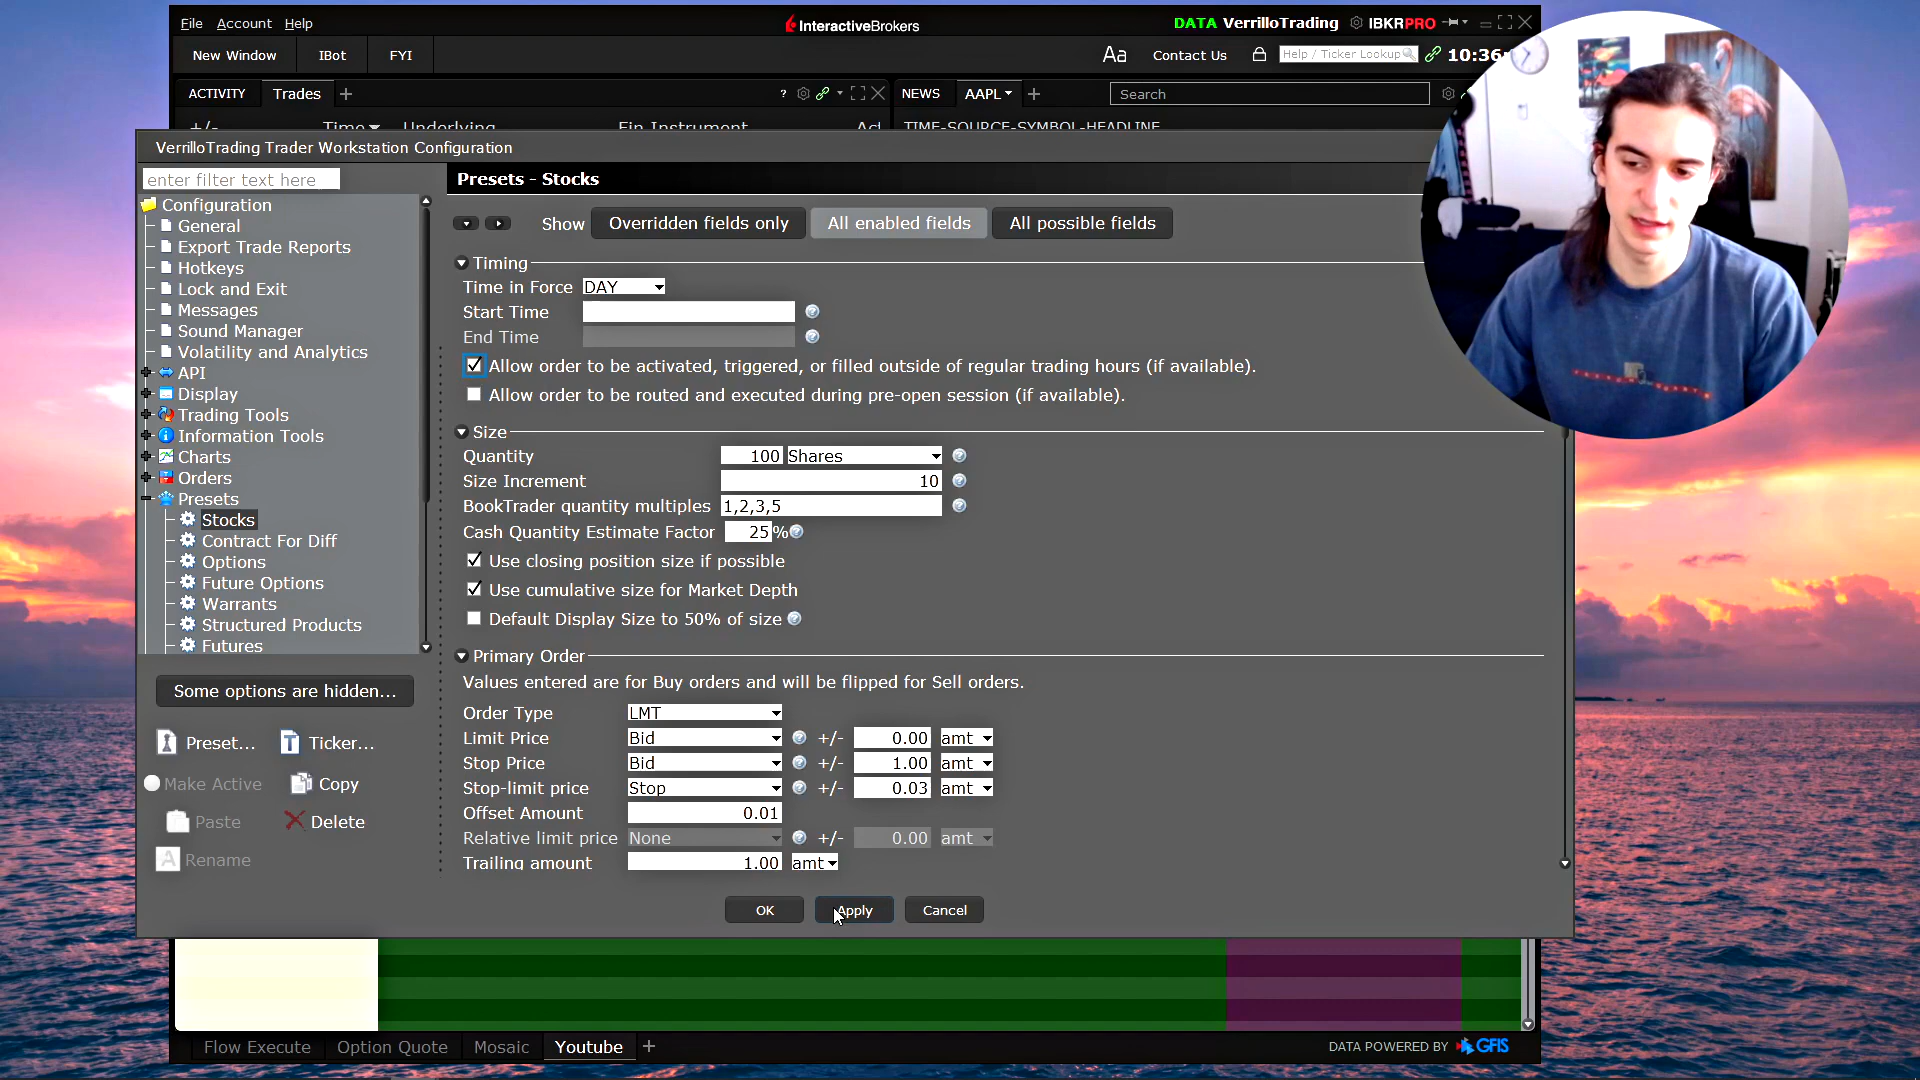 File Account Help
InteractiveBrokers
DATA VerrilloTrading IBKRPRO
New Window IBot FYI
Aa Contact Us Help / Ticker Lookup 10:36
ACTIVITY Trades + ?
NEWS AAPL + Search
+/- Time Underlying Fin Instrument Act
TIME-SOURCE-SYMBOL-HEADLINE
VerrilloTrading Trader Workstation Configuration
enter filter text here
Configuration
General
Export Trade Reports
Hotkeys
Lock and Exit
Messages
Sound Manager
Volatility and Analytics
API
Display
Trading Tools
Information Tools
Charts
Orders
Presets
Stocks
Contract For Diff
Options
Future Options
Warrants
Structured Products
Futures
Some options are hidden...
Preset... Ticker...
Make Active Copy
Paste Delete
Rename
Presets - Stocks
Show Overridden fields only All enabled fields All possible fields
Timing
Time in Force DAY
Start Time
End Time
Allow order to be activated, triggered, or filled outside of regular trading hours (if available).
Allow order to be routed and executed during pre-open session (if available).
Size
Quantity 100 Shares
Size Increment 10
BookTrader quantity multiples 1,2,3,5
Cash Quantity Estimate Factor 25 %
Use closing position size if possible
Use cumulative size for Market Depth
Default Display Size to 50% of size
Primary Order
Values entered are for Buy orders and will be flipped for Sell orders.
Order Type LMT
Limit Price Bid +/- 0.00 amt
Stop Price Bid +/- 1.00 amt
Stop-limit price Stop +/- 0.03 amt
Offset Amount 0.01
Relative limit price None +/- 0.00 amt
Trailing amount 1.00 amt
OK Apply Cancel
Flow Execute Option Quote Mosaic Youtube +
DATA POWERED BY GFIS